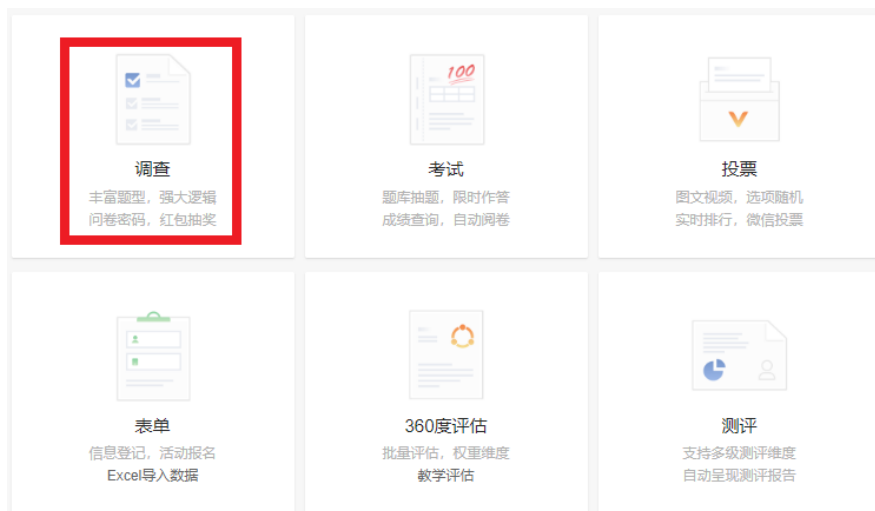 100
调查
丰富题型，强大逻辑
问卷密码，红包抽奖
考试
题库抽题，限时作答
成绩查询，自动阅卷
投票
图文视频，选项随机
实时排行，微信投票
表单
信息登记，活动报名
Excel导入数据
360度评估
批量评估，权重维度
教学评估
测评
支持多级测评维度
自动呈现测评报告